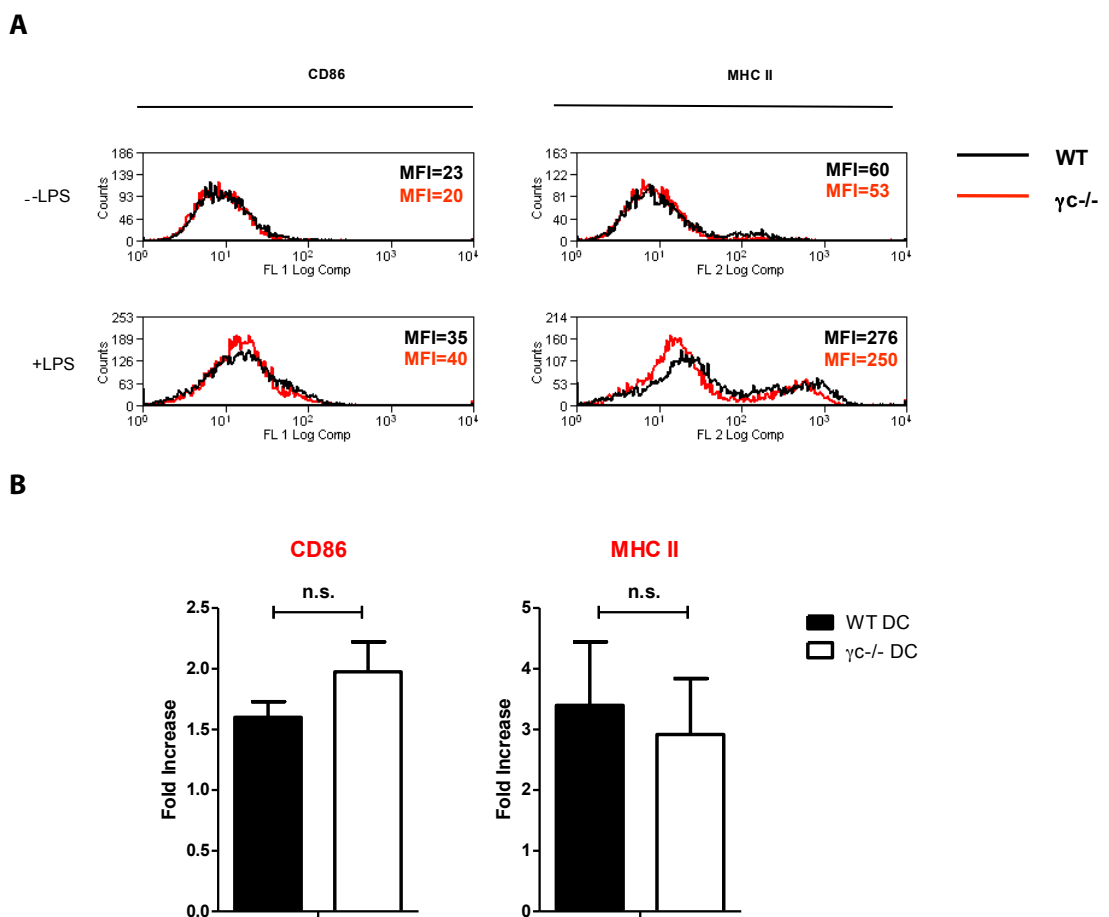 A
CD86
MHC II
186
139
93
46
0
Counts
MFI=23
MFI=20
10⁰ 10¹ 10² 10³ 10⁴
FL 1 Log Comp
163
122
81
40
0
Counts
MFI=60
MFI=53
10⁰ 10¹ 10² 10³ 10⁴
FL 2 Log Comp
WT
γc-/-
--LPS
253
189
126
63
0
Counts
MFI=35
MFI=40
10⁰ 10¹ 10² 10³ 10⁴
FL 1 Log Comp
214
160
107
53
0
Counts
MFI=276
MFI=250
10⁰ 10¹ 10² 10³ 10⁴
FL 2 Log Comp
+LPS
B
CD86
n.s.
2.5
2.0
1.5
1.0
0.5
0.0
Fold Increase
MHC II
n.s.
5
4
3
2
1
0
Fold Increase
WT DC
γc-/- DC